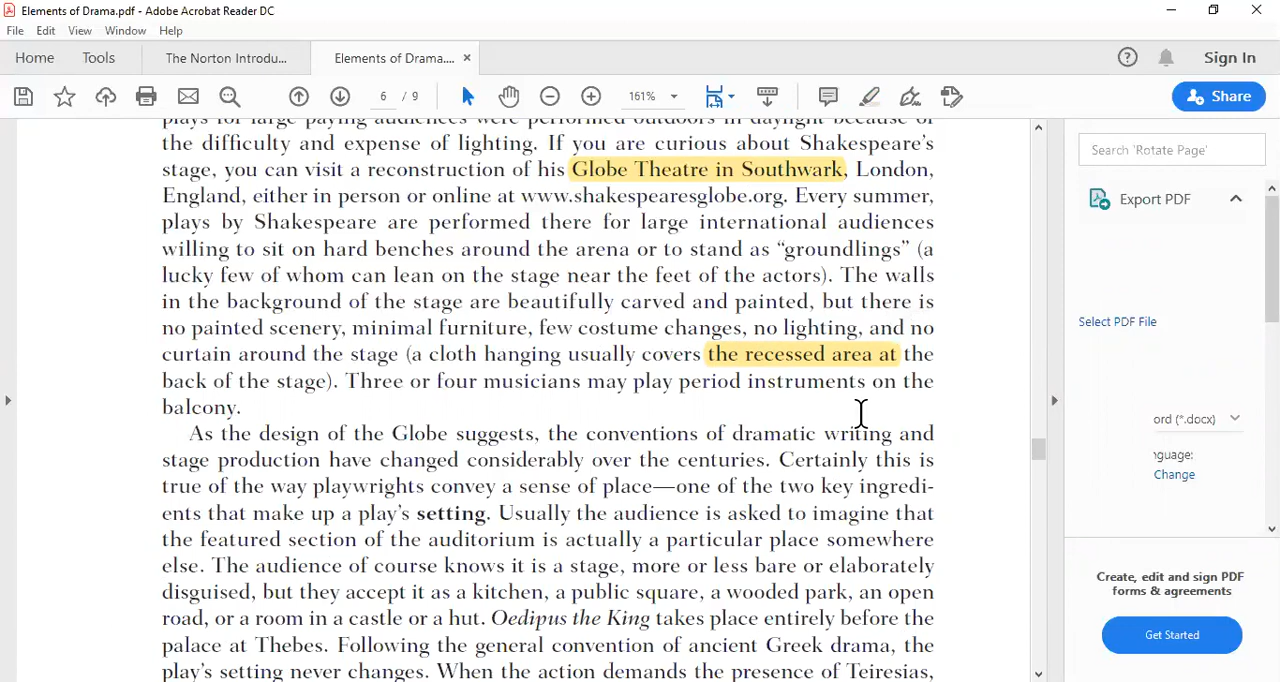 Elements of Drama.pdf - Adobe Acrobat Reader DC
File Edit View Window Help
Home Tools The Norton Introdu... Elements of Drama.... × Sign In
6 / 9 161% Share
plays for large paying audiences were performed outdoors in daylight because of
the difficulty and expense of lighting. If you are curious about Shakespeare's
stage, you can visit a reconstruction of his Globe Theatre in Southwark, London,
England, either in person or online at www.shakespearesglobe.org. Every summer,
plays by Shakespeare are performed there for large international audiences
willing to sit on hard benches around the arena or to stand as “groundlings” (a
lucky few of whom can lean on the stage near the feet of the actors). The walls
in the background of the stage are beautifully carved and painted, but there is
no painted scenery, minimal furniture, few costume changes, no lighting, and no
curtain around the stage (a cloth hanging usually covers the recessed area at the
back of the stage). Three or four musicians may play period instruments on the
balcony.
As the design of the Globe suggests, the conventions of dramatic writing and
stage production have changed considerably over the centuries. Certainly this is
true of the way playwrights convey a sense of place—one of the two key ingredi-
ents that make up a play's setting. Usually the audience is asked to imagine that
the featured section of the auditorium is actually a particular place somewhere
else. The audience of course knows it is a stage, more or less bare or elaborately
disguised, but they accept it as a kitchen, a public square, a wooded park, an open
road, or a room in a castle or a hut. Oedipus the King takes place entirely before the
palace at Thebes. Following the general convention of ancient Greek drama, the
play's setting never changes. When the action demands the presence of Teiresias,
Search 'Rotate Page'
Export PDF
Select PDF File
ord (*.docx)
nguage:
Change
Create, edit and sign PDF
forms & agreements
Get Started